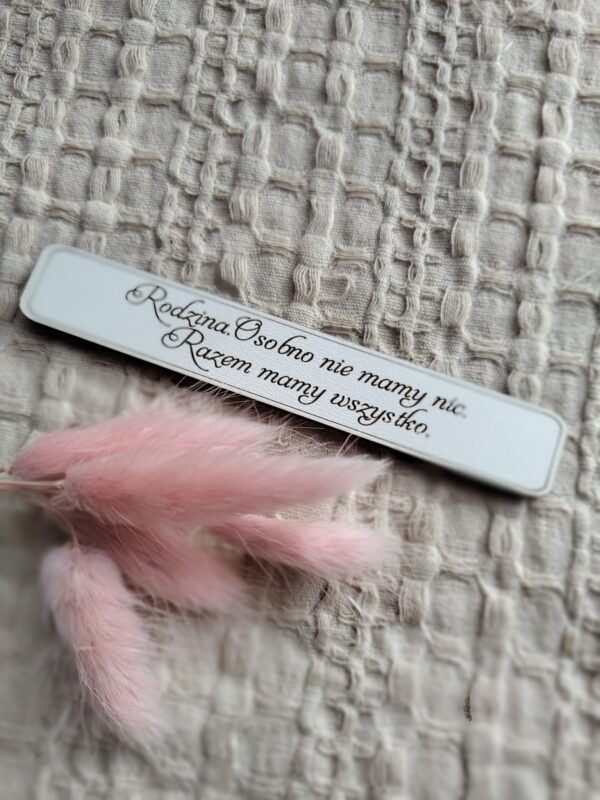 Rodzina.Osobno nie mamy nic.
Razem mamy wszystko.